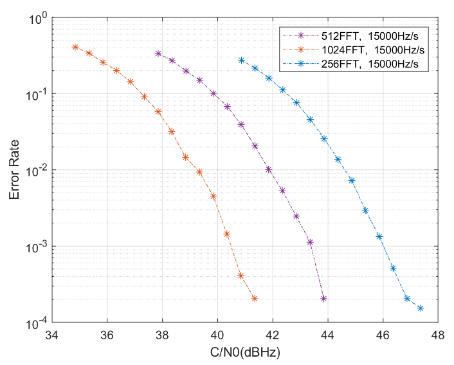 10^0
10^-1
10^-2
10^-3
10^-4
Error Rate
512FFT, 15000Hz/s
1024FFT, 15000Hz/s
256FFT, 15000Hz/s
34 36 38 40 42 44 46 48
C/N0(dBHz)